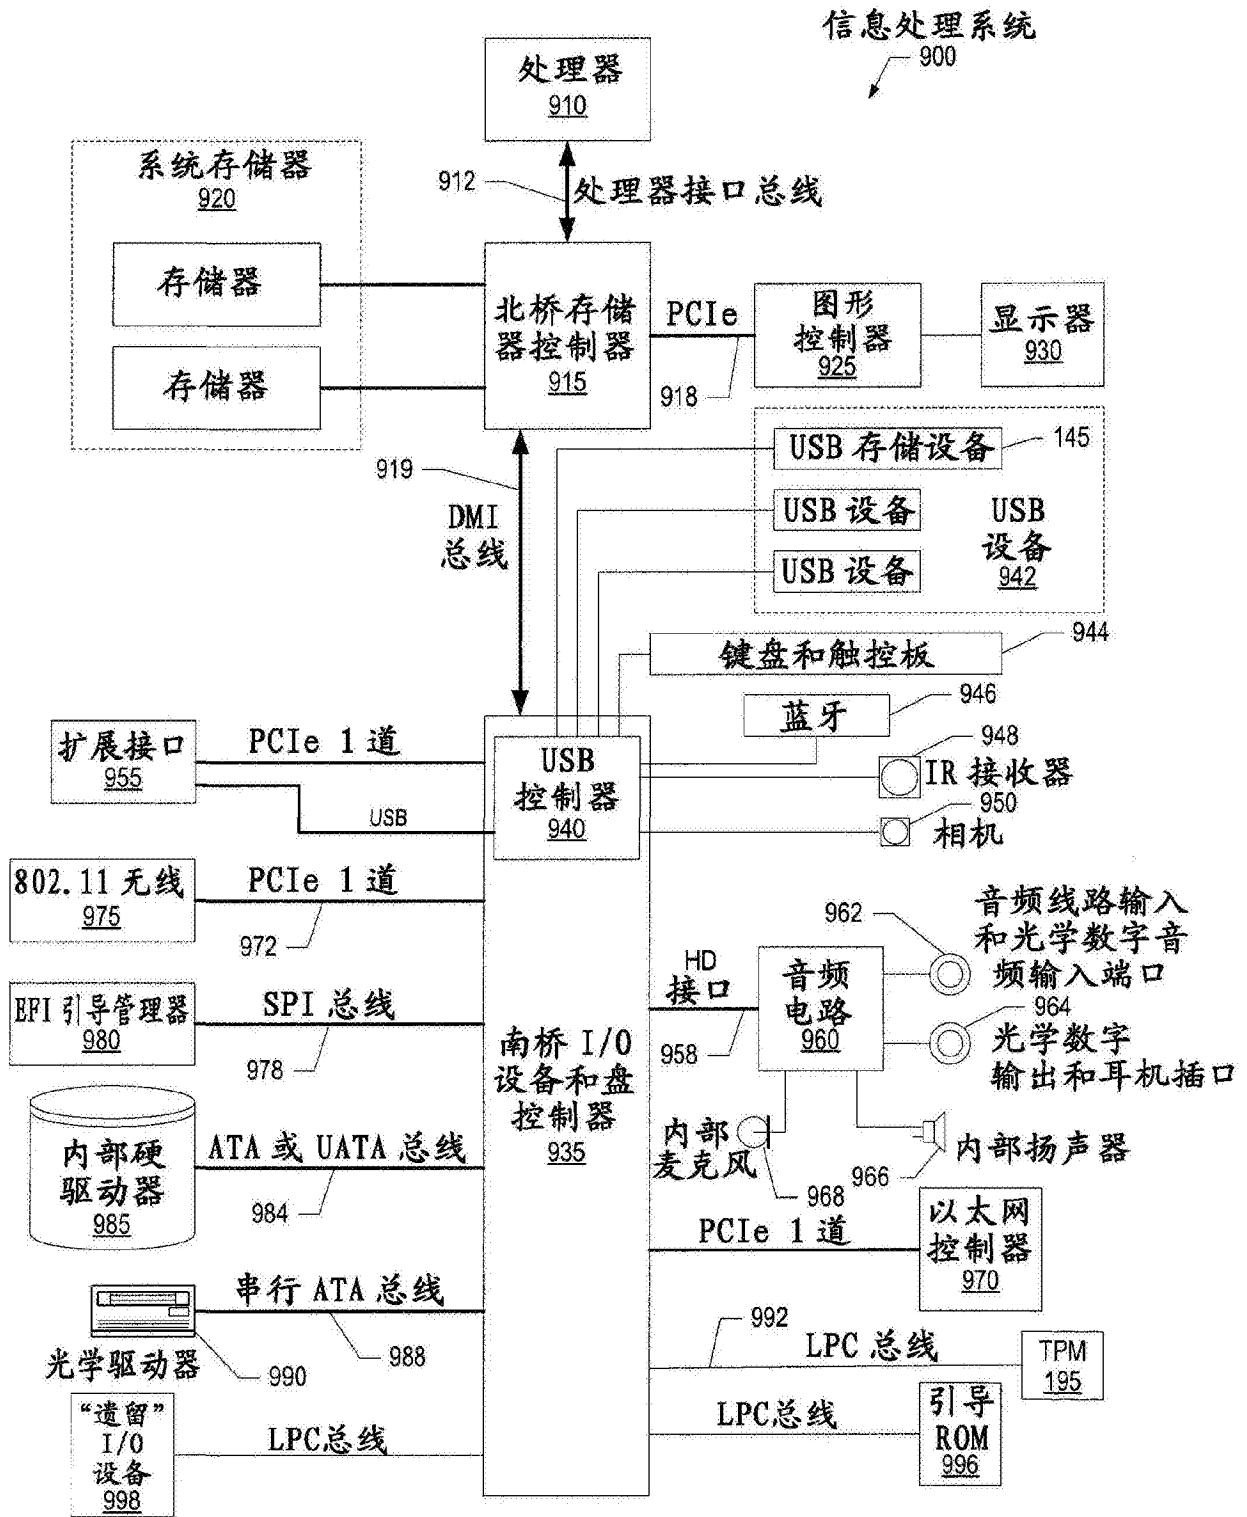 信息处理系统
900
处理器
910
系统存储器
920
912
处理器接口总线
存储器
存储器
北桥存储
器控制器
915
PCIe
918
图形
控制器
925
显示器
930
919
DMI
总线
USB 存储设备
145
USB 设备
USB 设备
USB
设备
942
键盘和触控板
944
蓝牙
946
948
IR 接收器
950
相机
扩展接口
955
PCIe 1 道
USB
USB
控制器
940
802.11 无线
975
PCIe 1 道
972
EFI 引导管理器
980
SPI 总线
978
南桥 I/O
设备和盘
控制器
935
HD
接口
958
音频
电路
960
962
音频线路输入
和光学数字音
频输入端口
964
光学数字
输出和耳机插口
内部
麦克风
968
966
内部扬声器
内部硬
驱动器
985
ATA 或 UATA 总线
984
PCIe 1 道
以太网
控制器
970
串行 ATA 总线
988
光学驱动器
990
992
LPC 总线
TPM
195
“遗留”
I/O
设备
998
LPC总线
LPC总线
引导
ROM
996